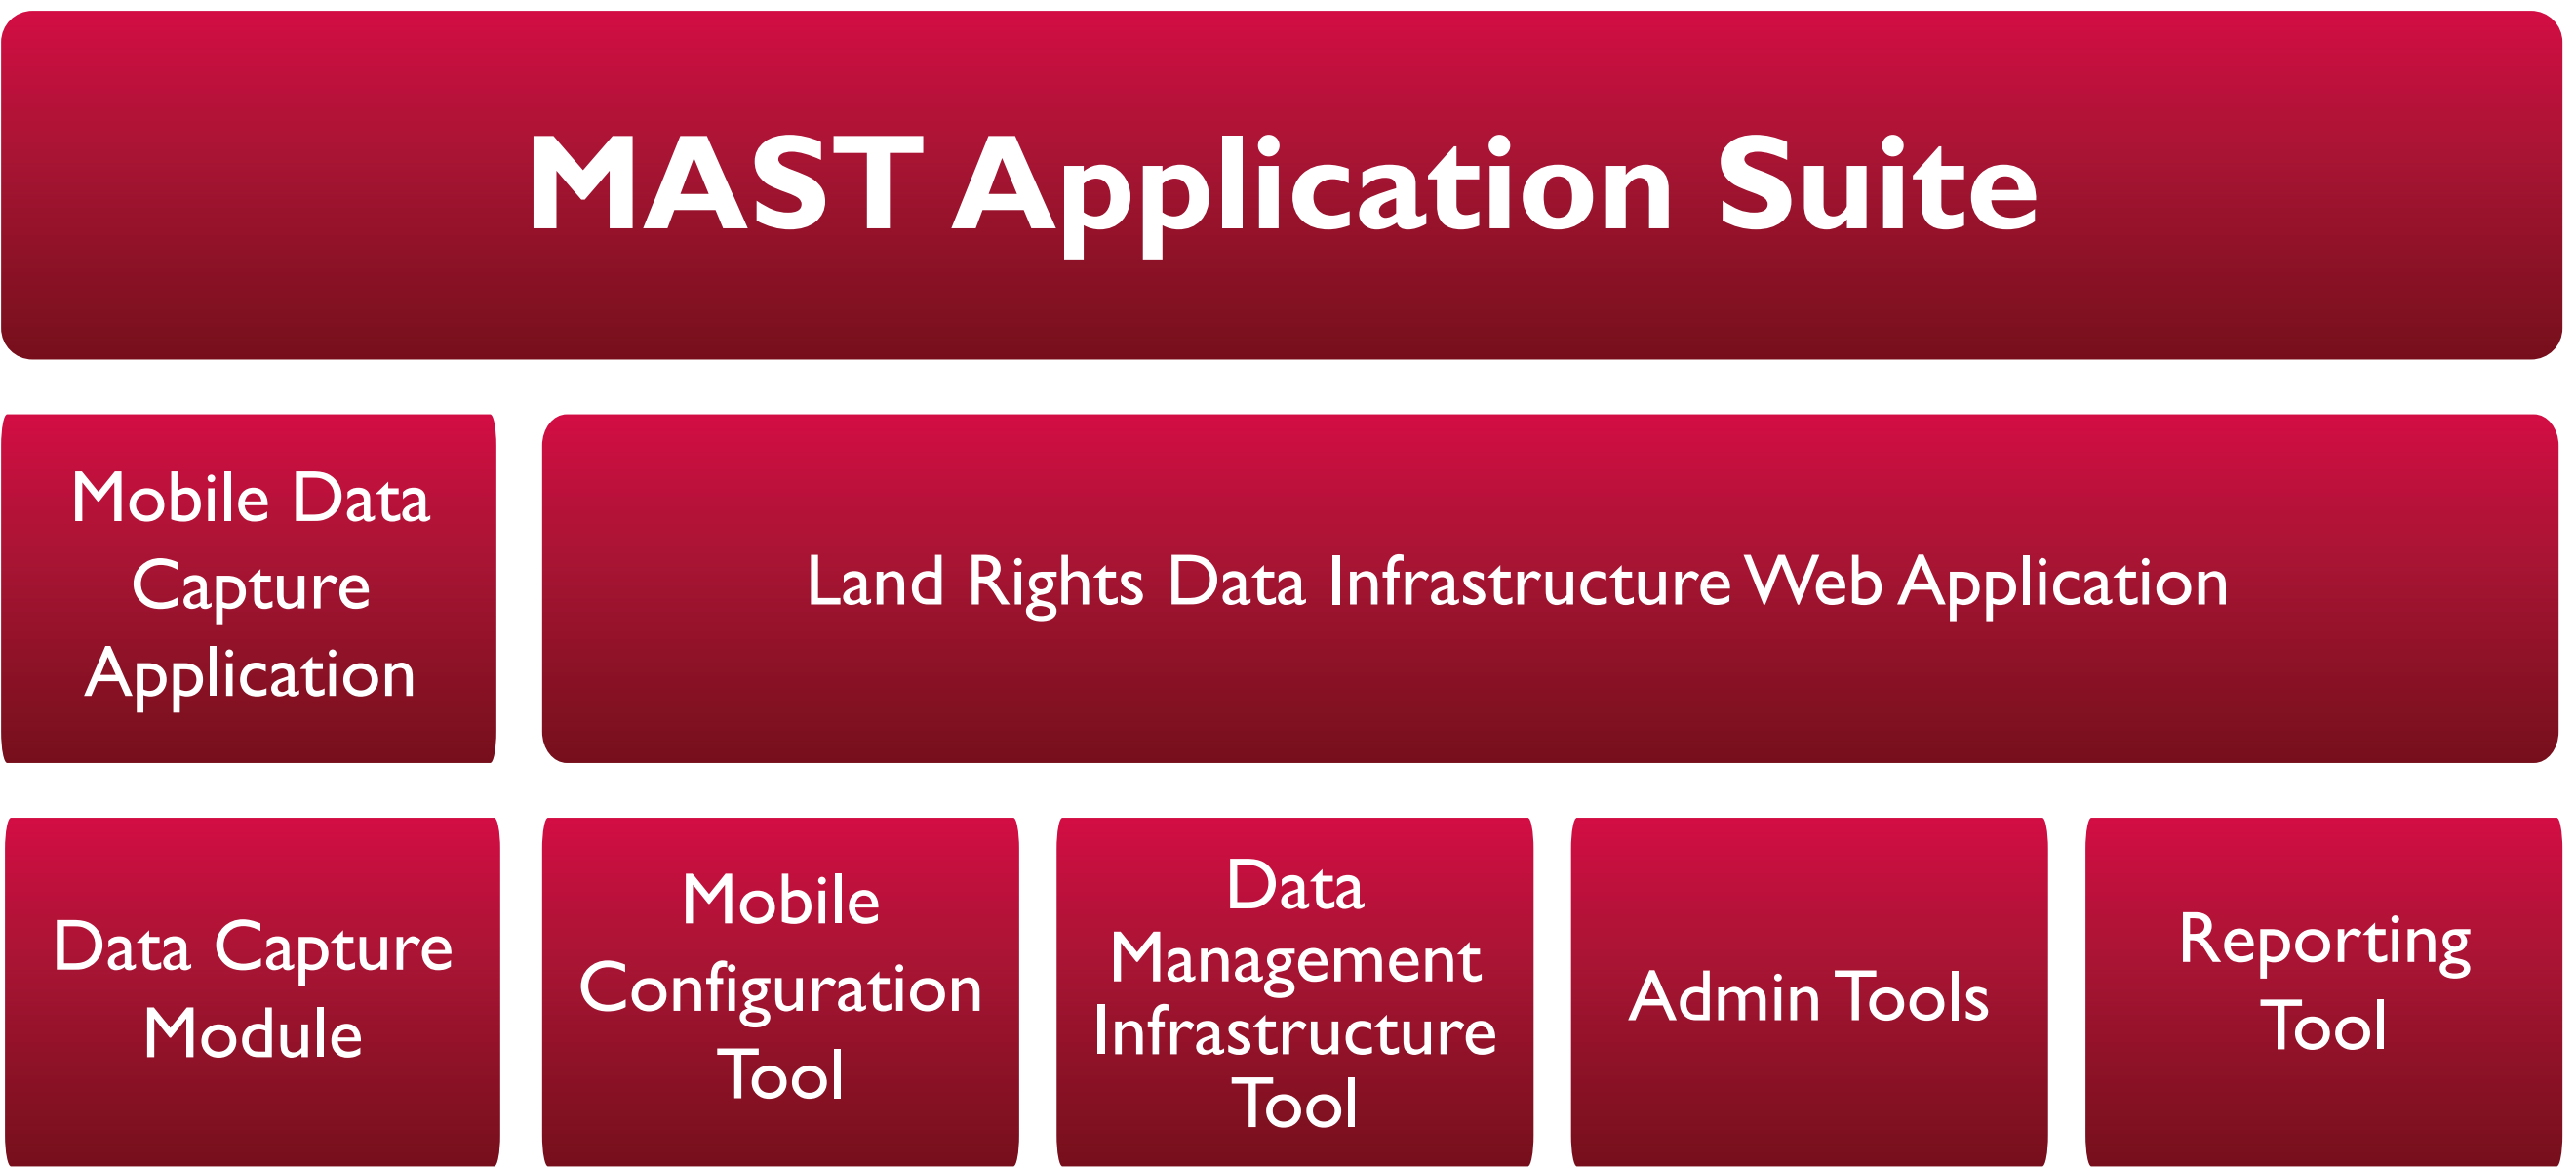 MAST Application Suite
Mobile Data
Capture
Application
Land Rights Data Infrastructure Web Application
Data Capture
Module
Mobile
Configuration
Tool
Data
Management
Infrastructure
Tool
Admin Tools
Reporting
Tool